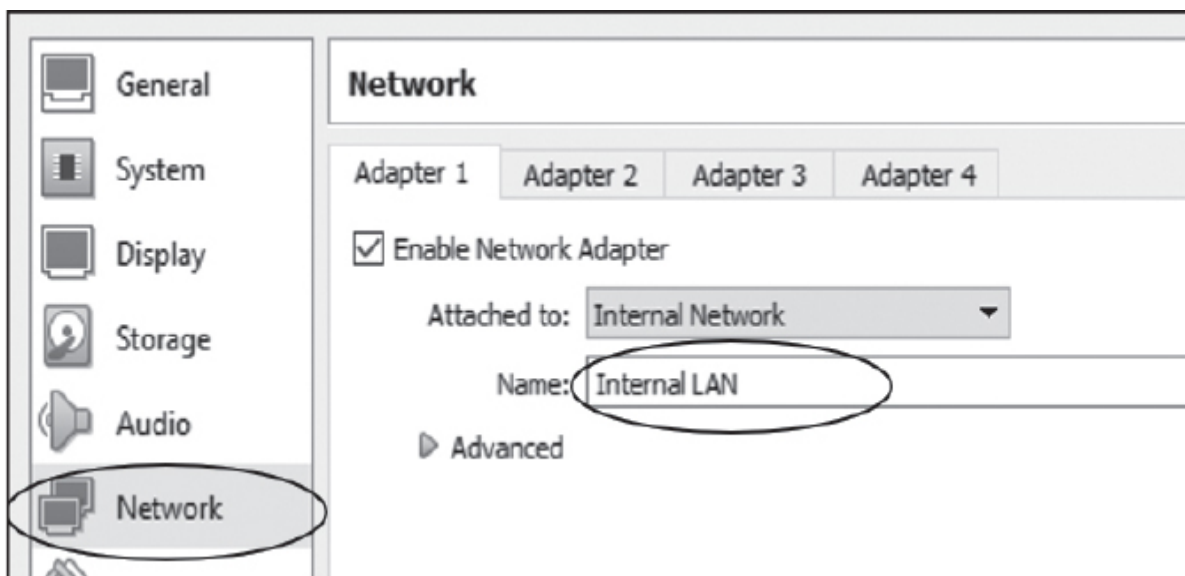 General
System
Display
Storage
Audio
Network
Network
Adapter 1
Adapter 2
Adapter 3
Adapter 4
Enable Network Adapter
Attached to: Internal Network
Name: Internal LAN
Advanced